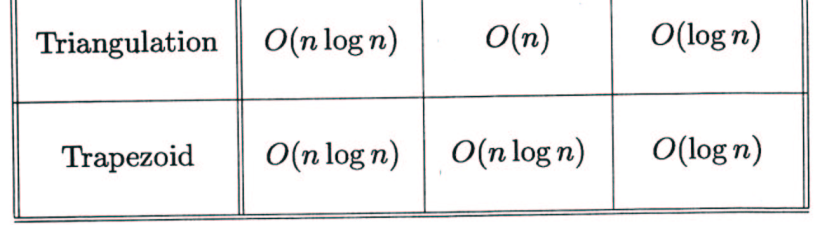 Triangulation O(n log n) O(n) O(log n)
Trapezoid O(n log n) O(n log n) O(log n)